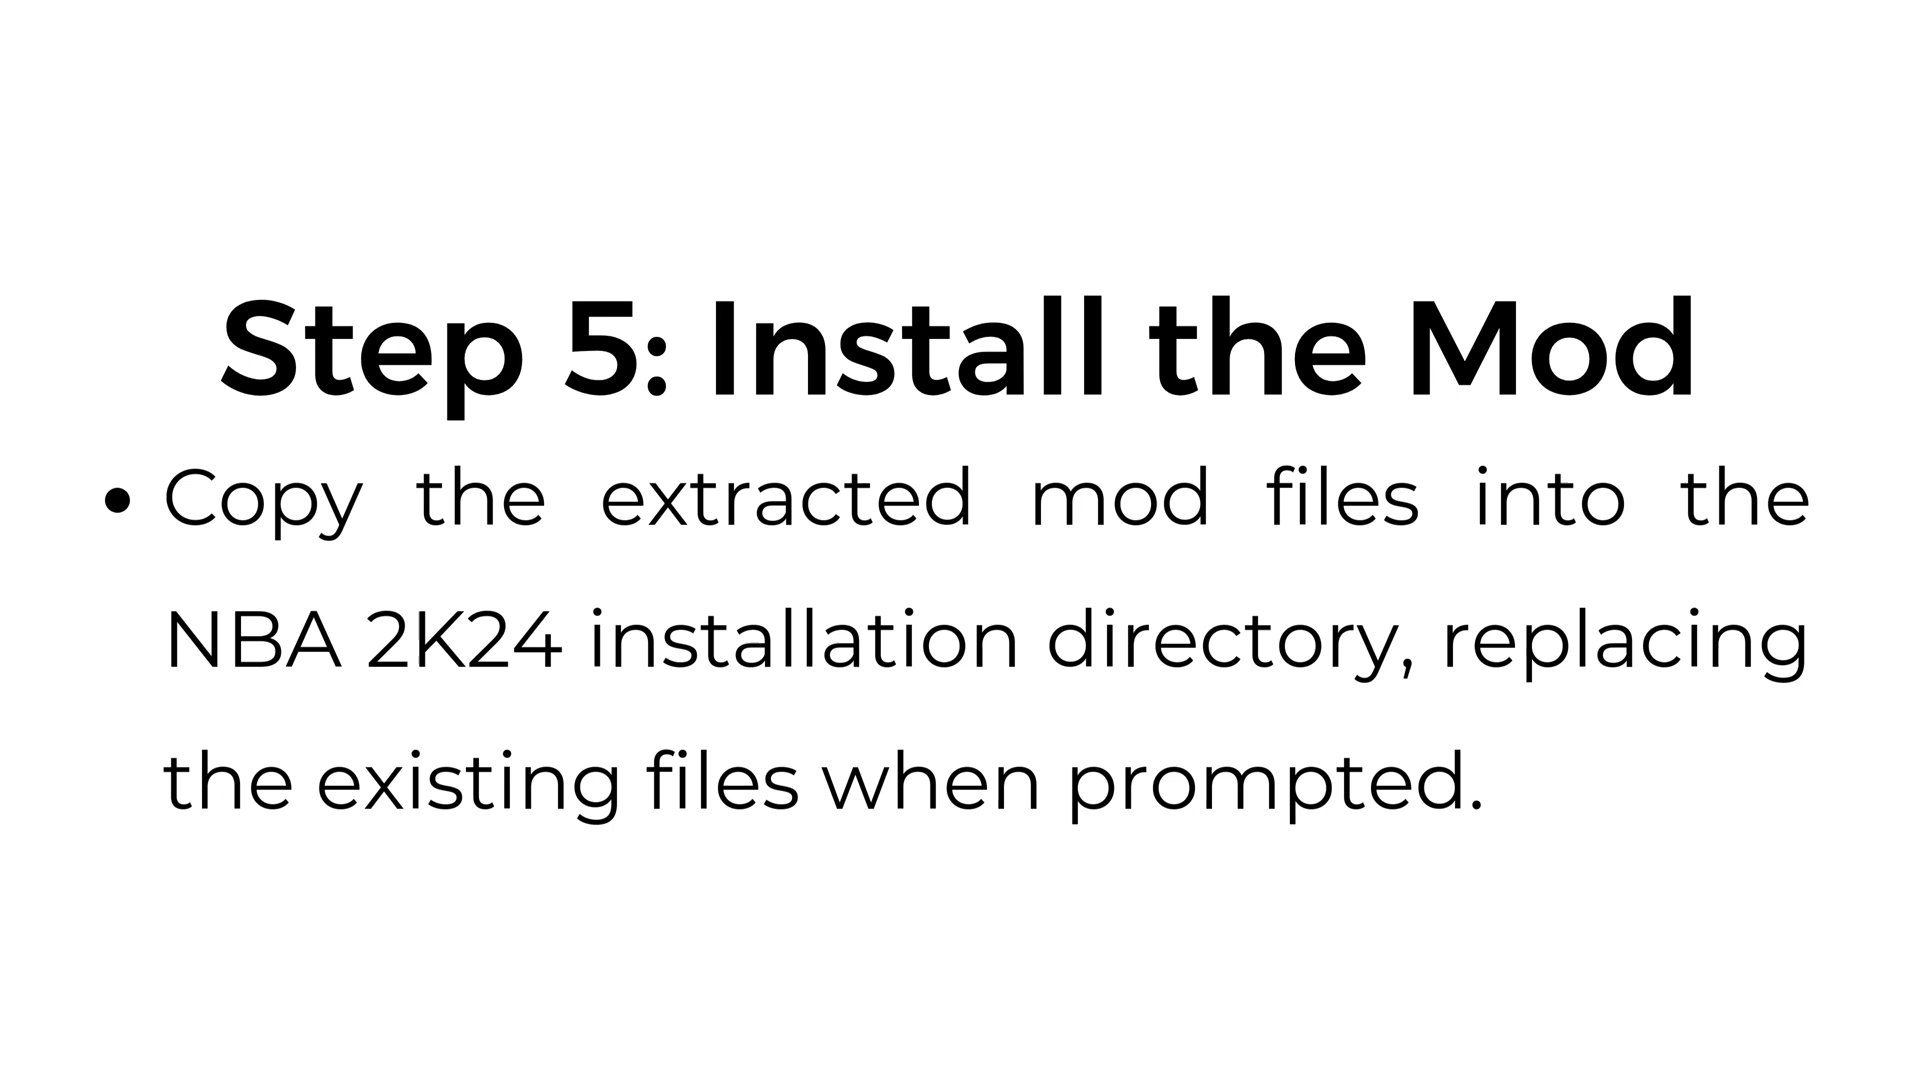 Step 5: Install the Mod
• Copy the extracted mod files into the
NBA 2K24 installation directory, replacing
the existing files when prompted.